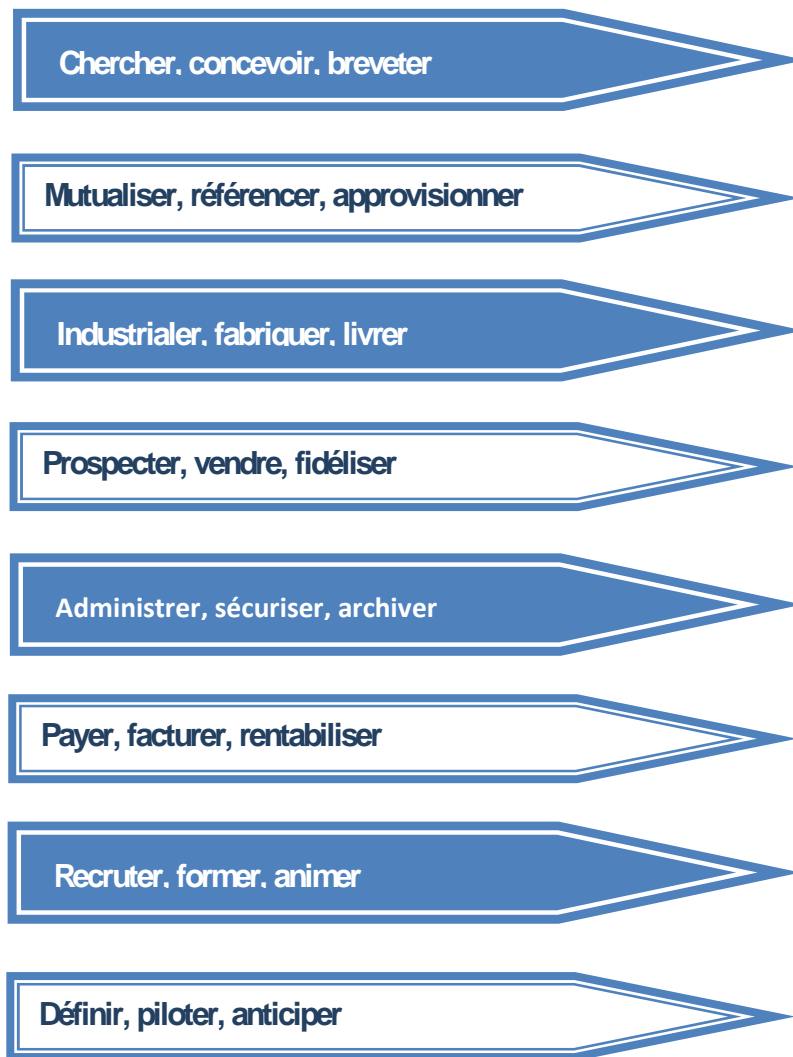 Chercher, concevoir, breveter
Mutualiser, référencer, approvisionner
Industrialer, fabriquer, livrer
Prospecter, vendre, fidéliser
Administrer, sécuriser, archiver
Payer, facturer, rentabiliser
Recruter, former, animer
Définir, piloter, anticiper